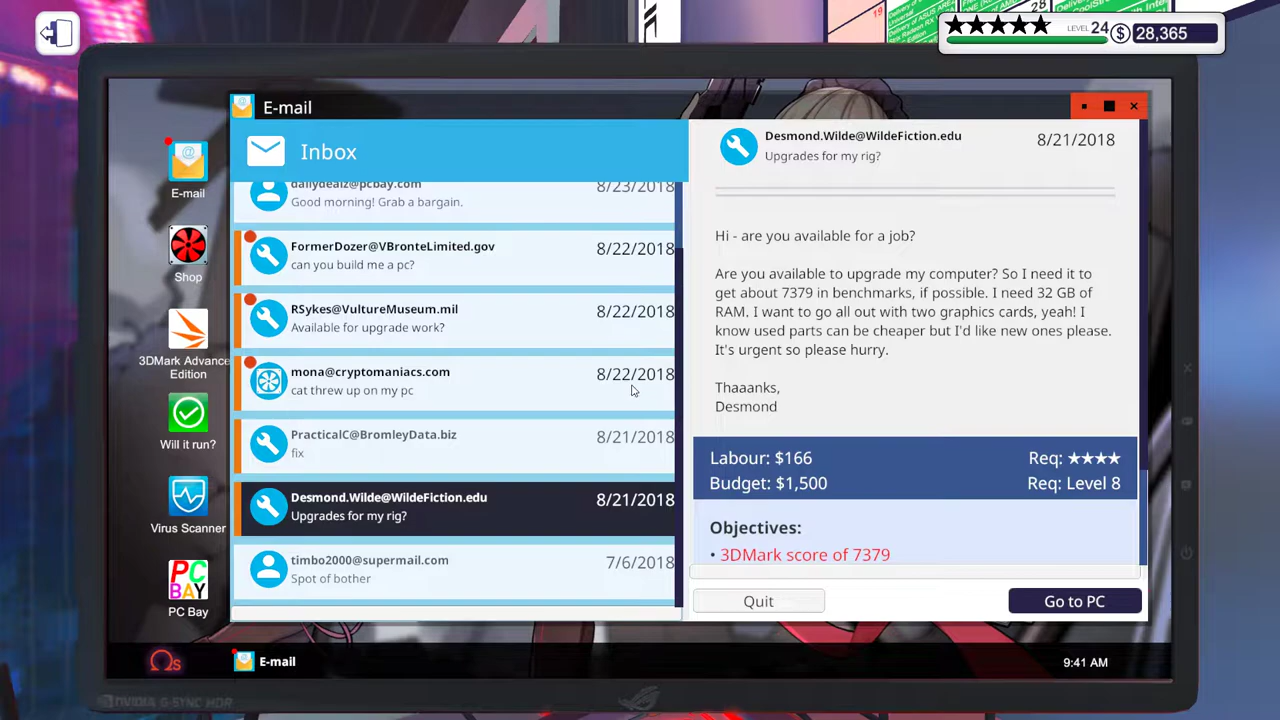 LEVEL 24
$ 28,365
E-mail
Inbox
dailydealz@pcbay.com
8/23/2018
Good morning! Grab a bargain.
FormerDozer@VBronteLimited.gov
8/22/2018
can you build me a pc?
RSykes@VultureMuseum.mil
8/22/2018
Available for upgrade work?
mona@cryptomaniacs.com
8/22/2018
cat threw up on my pc
PracticalC@BromleyData.biz
8/21/2018
fix
Desmond.Wilde@WildeFiction.edu
8/21/2018
Upgrades for my rig?
timbo2000@supermail.com
7/6/2018
Spot of bother
Desmond.Wilde@WildeFiction.edu
8/21/2018
Upgrades for my rig?
Hi - are you available for a job?
Are you available to upgrade my computer? So I need it to
get about 7379 in benchmarks, if possible. I need 32 GB of
RAM. I want to go all out with two graphics cards, yeah! I
know used parts can be cheaper but I'd like new ones please.
It's urgent so please hurry.
Thaaanks,
Desmond
Labour: $166
Req: ★★★★
Budget: $1,500
Req: Level 8
Objectives:
• 3DMark score of 7379
Quit
Go to PC
E-mail
Shop
3DMark Advance
Edition
Will it run?
Virus Scanner
PC
BAY
PC Bay
Ωs
E-mail
9:41 AM
NVIDIA G-SYNC HDR